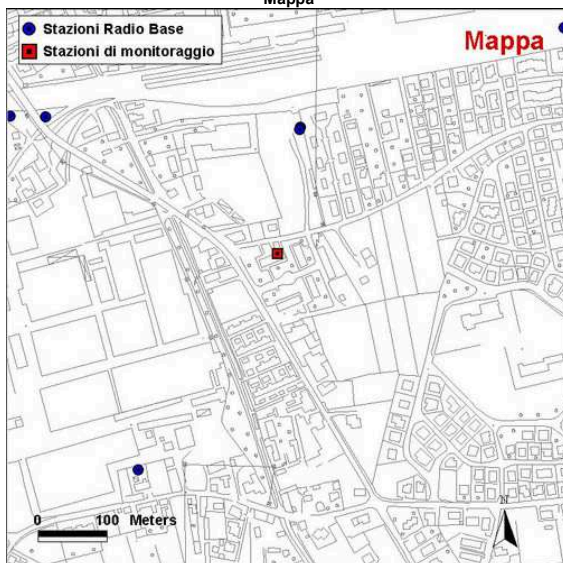 Mappa
Stazioni Radio Base
Stazioni di monitoraggio
Mappa
N
0 100 Meters